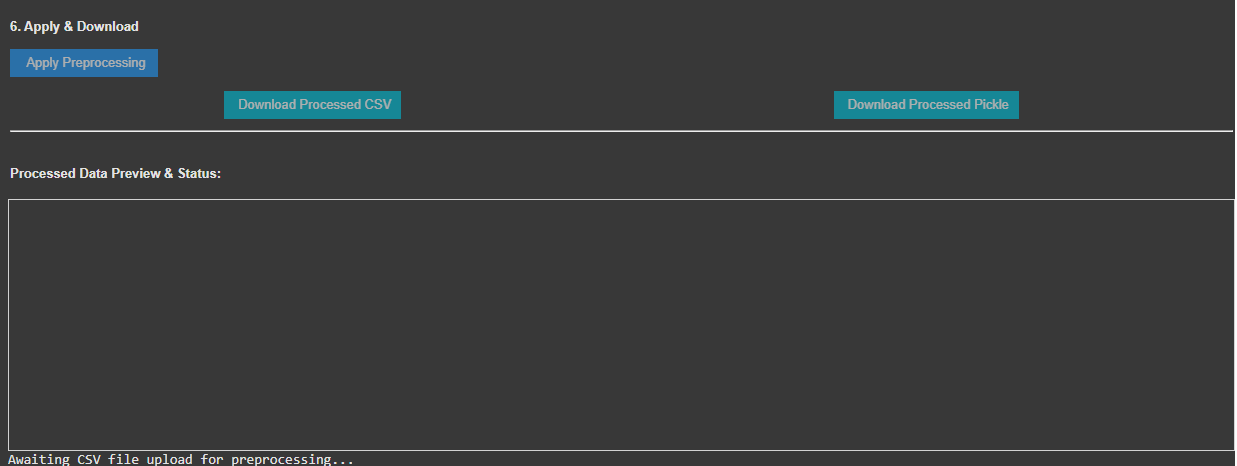 6. Apply & Download
Apply Preprocessing
Download Processed CSV
Download Processed Pickle
Processed Data Preview & Status:
Awaiting CSV file upload for preprocessing...